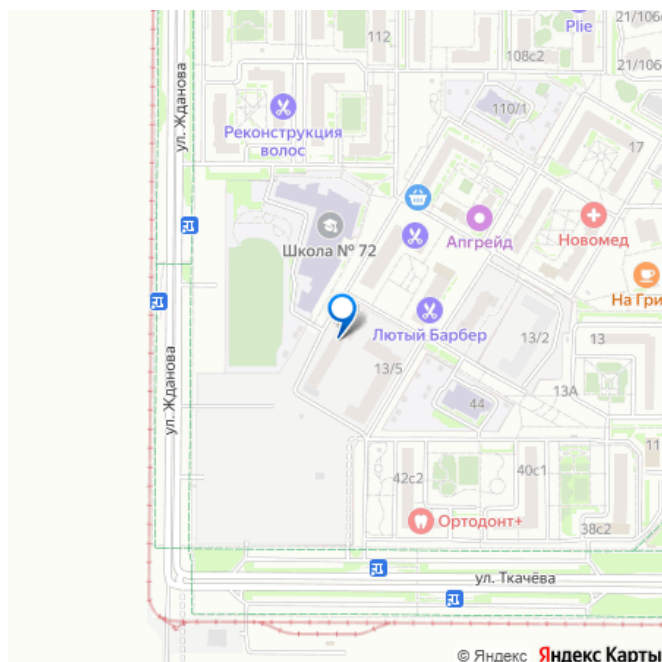 Plie
21/106
112
108с2
21/106
ул. Жданова
110/1
Реконструкция
волос
17
Школа № 72
Апгрейд
Новомед
На Гри
Лютый Барбер
13/2
13
ул. Жданова
13/5
13А
44
11
42с2
40с1
Ортодонт+
38с2
ул. Ткачёва
© Яндекс Яндекс Карты